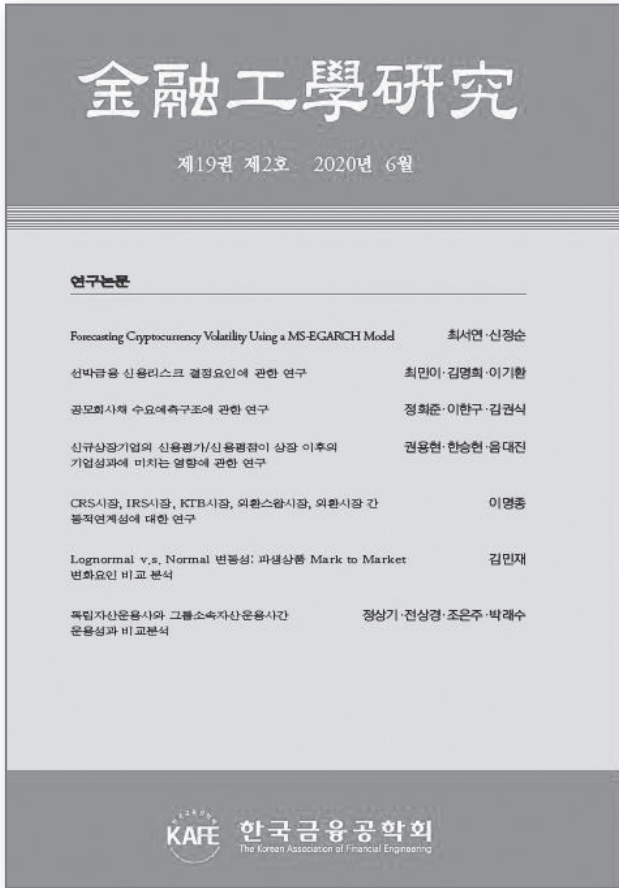 金融工學硏究
제19권 제2호 2020년 6월
연구논문
Forecasting Cryptocurrency Volatility Using a MS-EGARCH Model 최서연·신정순
선박금융 신용리스크 결정요인에 관한 연구 최민이·김명희·이기환
공모회사채 수요예측구조에 관한 연구 정희준·이한구·김권식
신규상장기업의 신용평가/신용평점이 상장 이후의 권용현·한승현·음대진
기업성과에 미치는 영향에 관한 연구
CRS시장, IRS시장, KTB시장, 외환스왑시장, 외환시장 간 이명종
동적연계성에 대한 연구
Lognormal v.s. Normal 변동성: 파생상품 Mark to Market 김민재
변화요인 비교 분석
독립자산운용사와 그룹소속자산운용사간 정상기·전상경·조은주·박래수
운용성과 비교분석
KAFE 한국금융공학회
The Korean Association of Financial Engineering